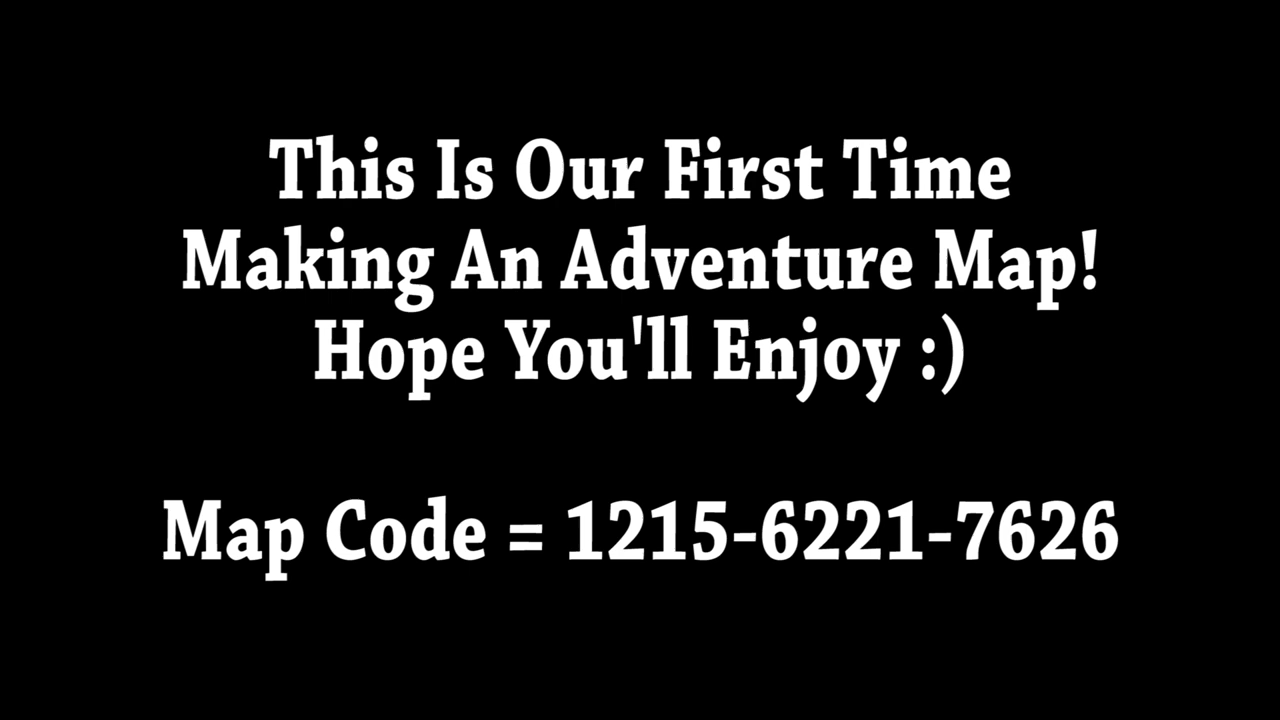 This Is Our First Time
Making An Adventure Map!
Hope You'll Enjoy :)
Map Code = 1215-6221-7626